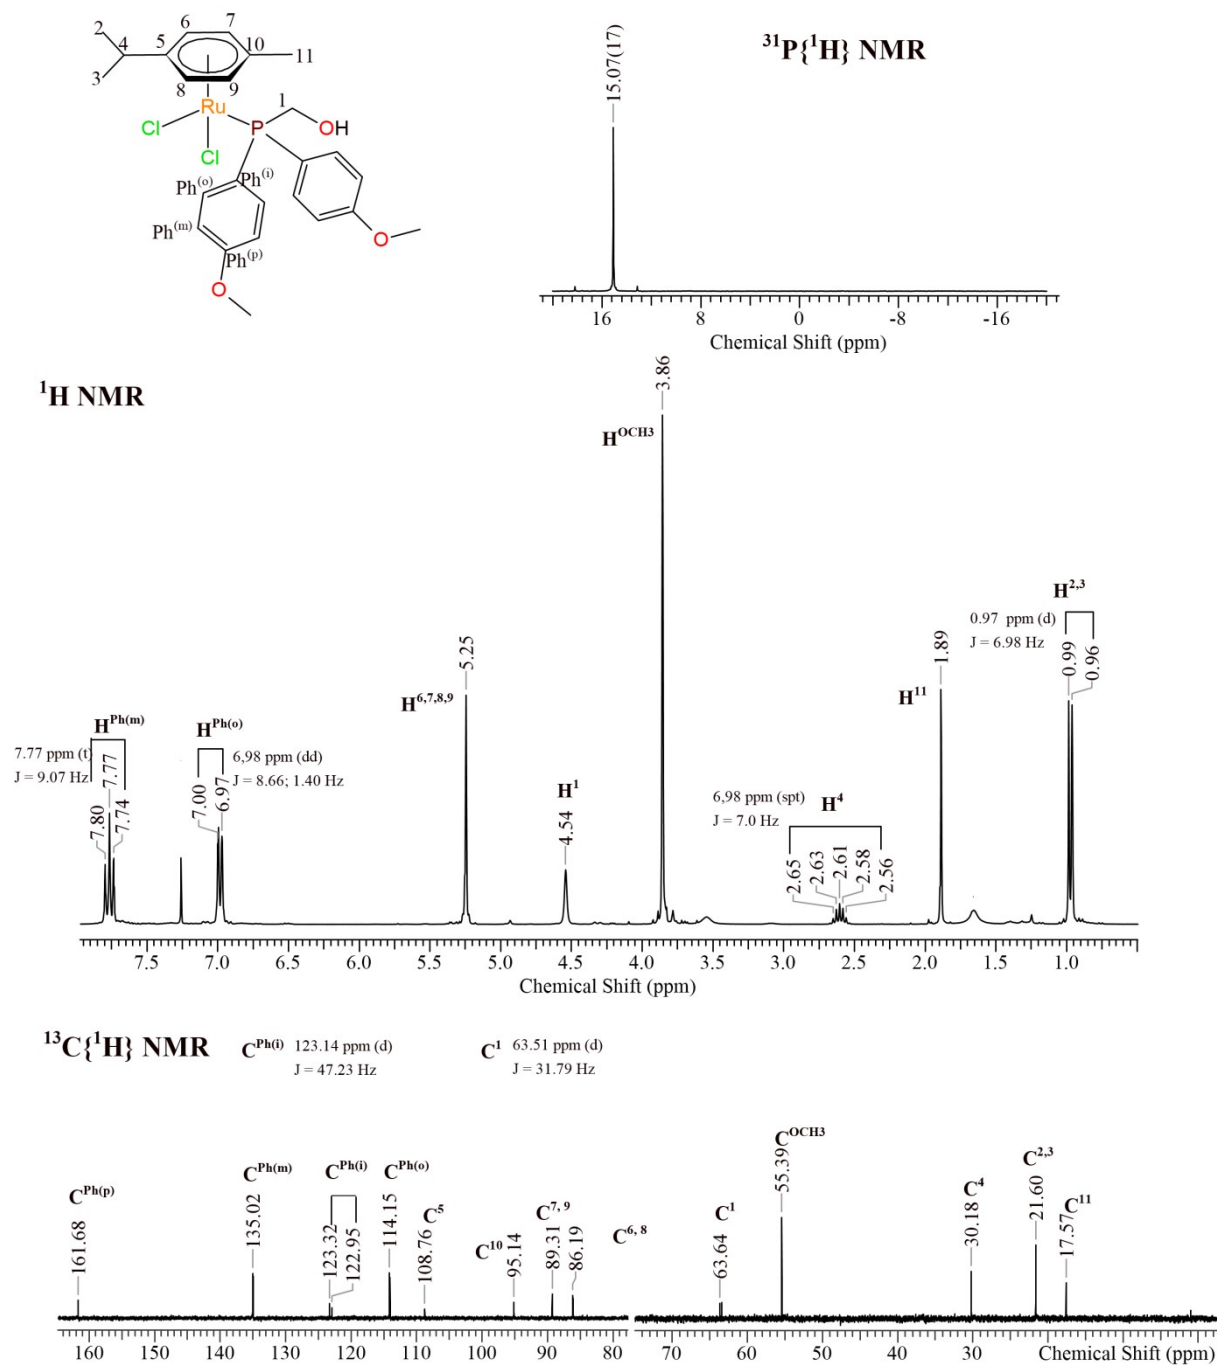 6
7
2
4
5
10
11
3
8
9
Ru
1
Cl
P
OH
Cl
Ph(o)
Ph(i)
Ph(m)
Ph(p)
O
O
31P{1H} NMR
15.07(17)
16 8 0 -8 -16
Chemical Shift (ppm)
1H NMR
3.86
HOCH3
H2,3
0.97 ppm (d)
J = 6.98 Hz
0.99
0.96
1.89
H11
5.25
H6,7,8,9
HPh(m)
7.77 ppm (t)
J = 9.07 Hz
7.80
7.77
7.74
HPh(o)
6,98 ppm (dd)
J = 8.66; 1.40 Hz
7.00
6.97
H1
4.54
6,98 ppm (spt)
J = 7.0 Hz
H4
2.65
2.63
2.61
2.58
2.56
7.5 7.0 6.5 6.0 5.5 5.0 4.5 4.0 3.5 3.0 2.5 2.0 1.5 1.0
Chemical Shift (ppm)
13C{1H} NMR
CPh(i) 123.14 ppm (d)
J = 47.23 Hz
C1 63.51 ppm (d)
J = 31.79 Hz
CPh(p)
161.68
CPh(m)
135.02
CPh(i)
123.32
122.95
CPh(o)
114.15
C5
108.76
C10
95.14
C7, 9
89.31
86.19
C6, 8
C1
63.64
COCH3
55.39
C4
30.18
C2,3
21.60
C11
17.57
160 150 140 130 120 110 100 90 80 70 60 50 40 30 20
Chemical Shift (ppm)